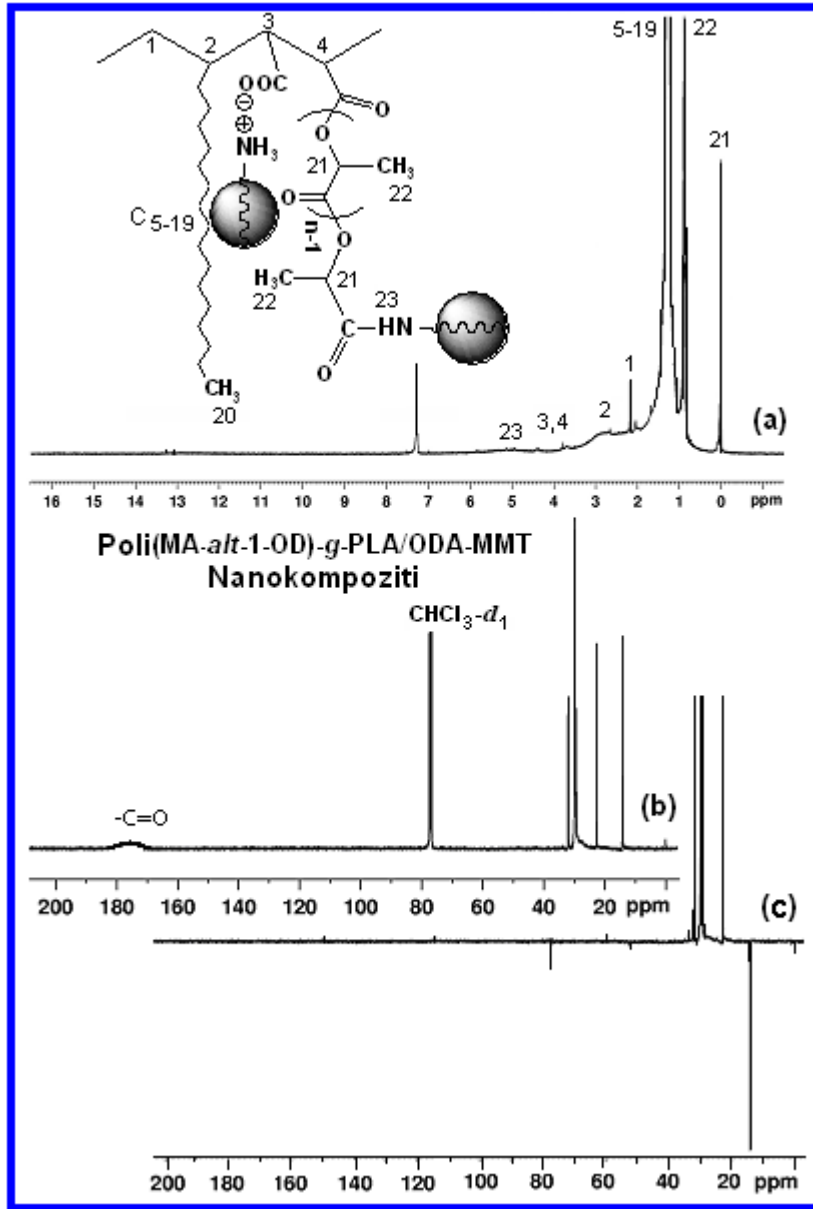 1
2
3
4
OOC
O
⊖
⊕
NH3
O
21
CH3
22
O
C5-19
n-1
O
H3C
22
21
23
C
HN
O
CH3
20
5-19
22
21
1
2
3,4
23
(a)
16 15 14 13 12 11 10 9 8 7 6 5 4 3 2 1 0 ppm
Poli(MA-alt-1-OD)-g-PLA/ODA-MMT
Nanokompoziti
CHCl3-d1
-C=O
(b)
200 180 160 140 120 100 80 60 40 20 ppm
(c)
200 180 160 140 120 100 80 60 40 20 ppm